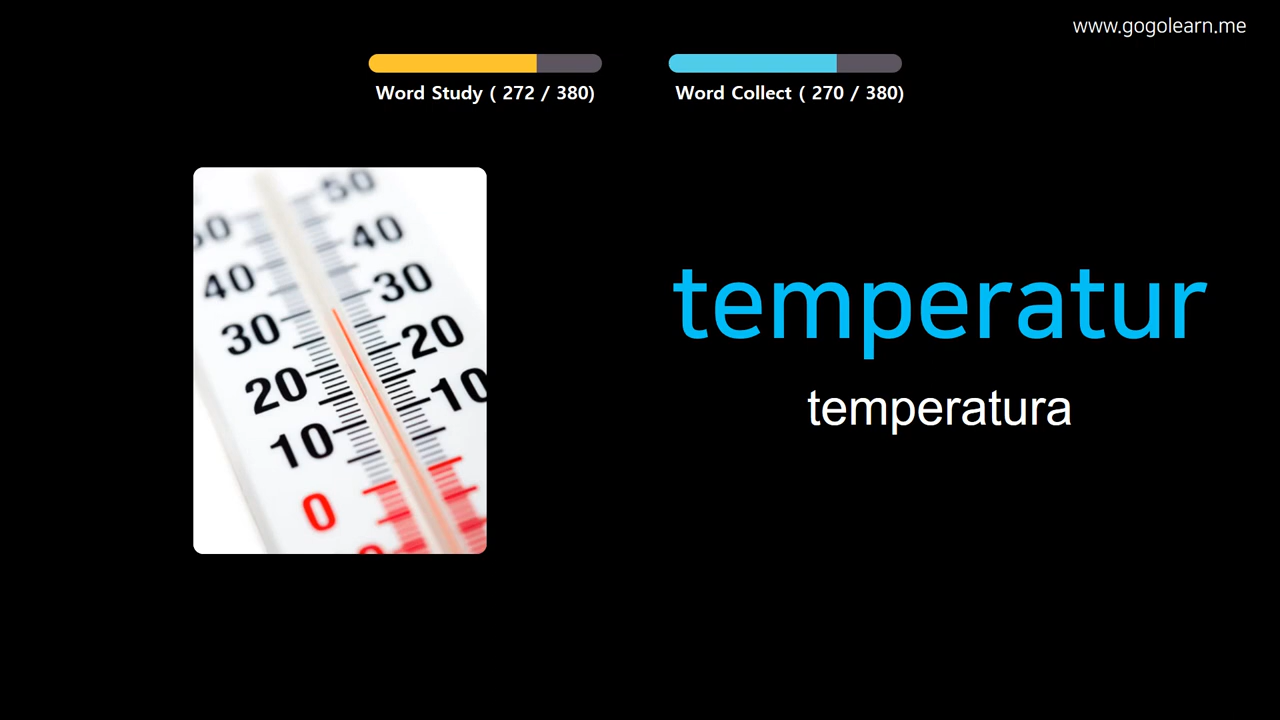 www.gogolearn.me
Word Study ( 272 / 380)
Word Collect ( 270 / 380)
50
40
40
30
30
20
20
10
10
0
temperatur
temperatura